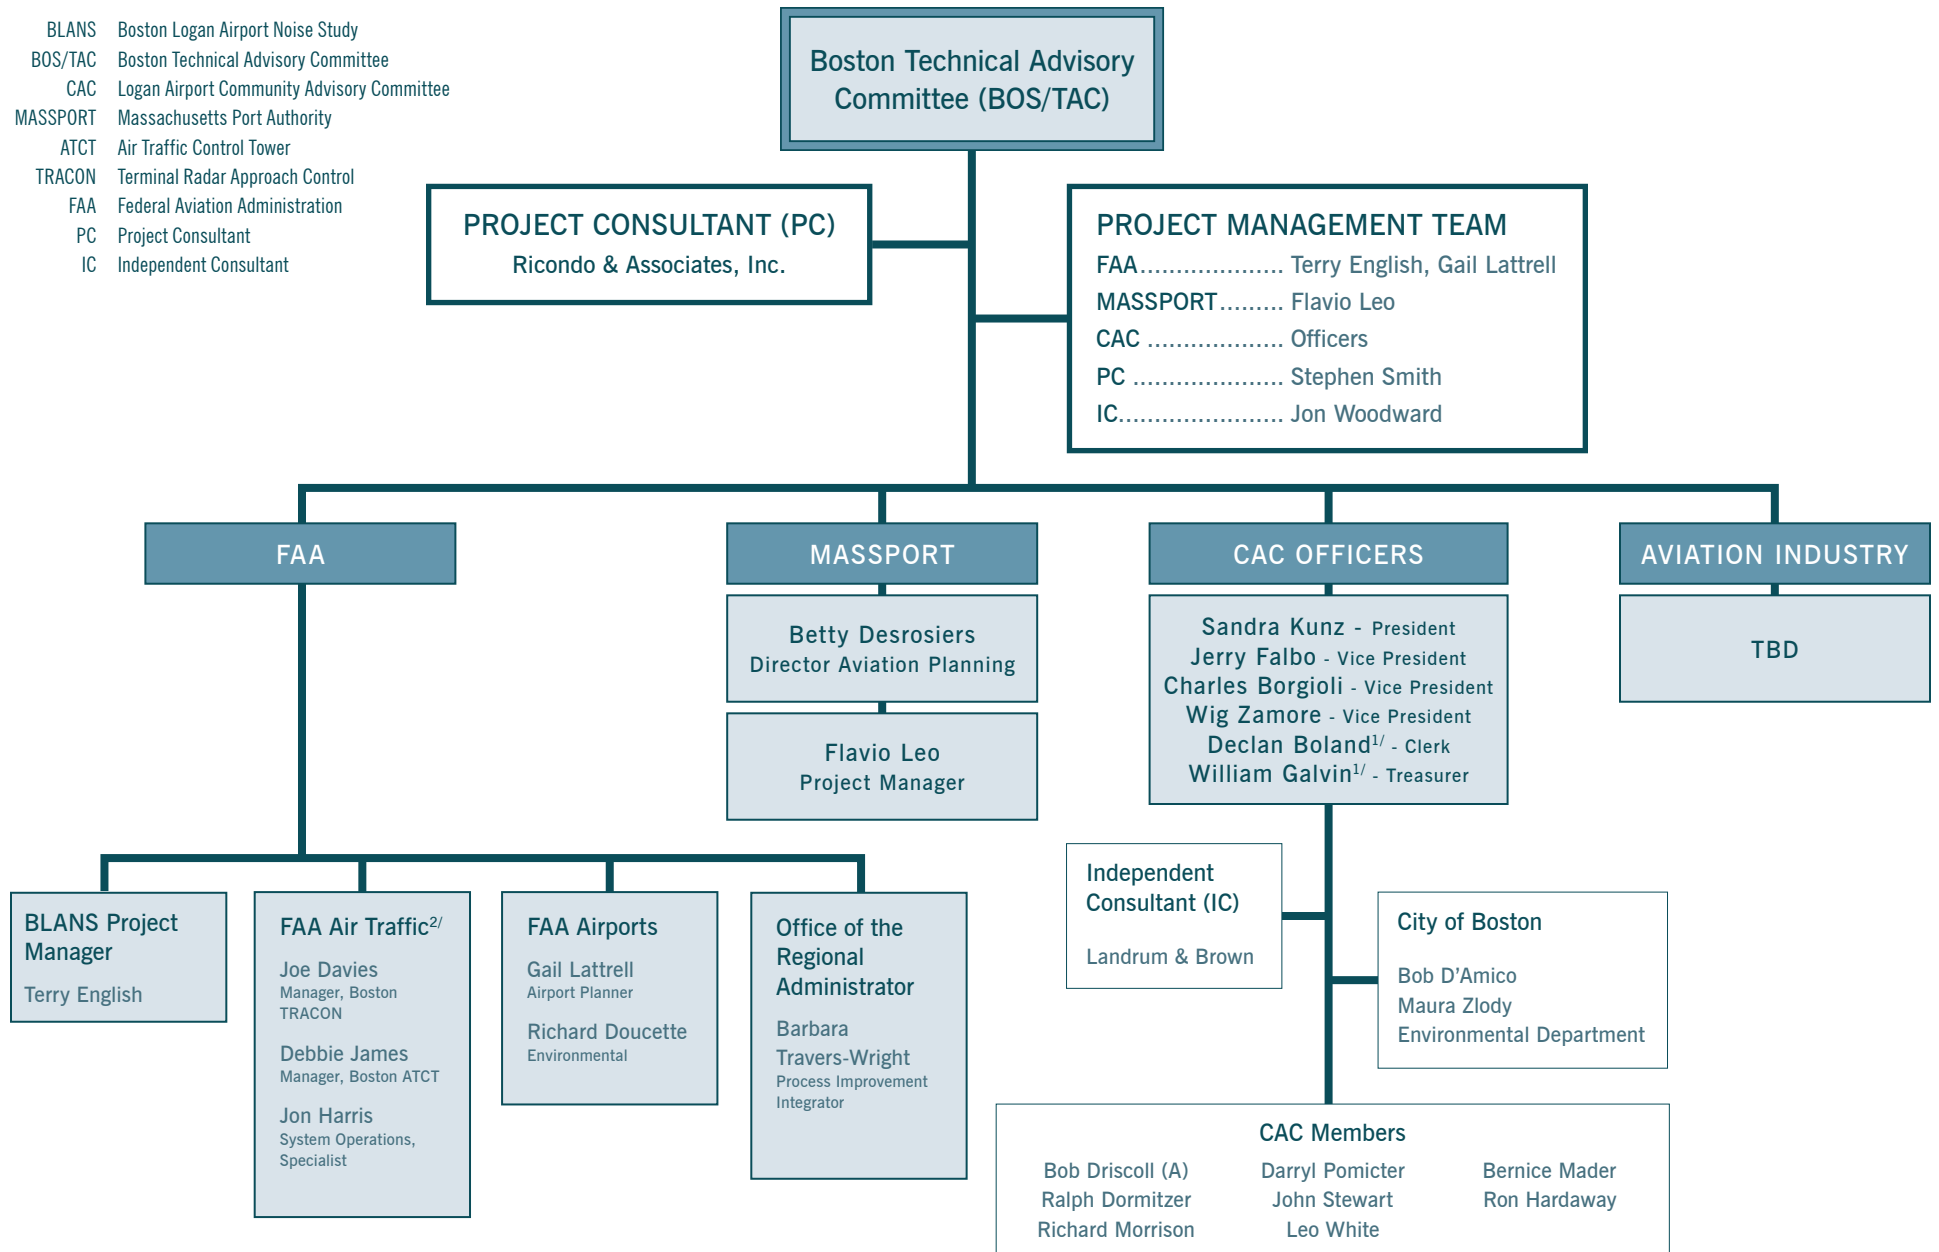 BLANS Boston Logan Airport Noise Study
BOS/TAC Boston Technical Advisory Committee
CAC Logan Airport Community Advisory Committee
MASSPORT Massachusetts Port Authority
ATCT Air Traffic Control Tower
TRACON Terminal Radar Approach Control
FAA Federal Aviation Administration
PC Project Consultant
IC Independent Consultant
Boston Technical Advisory
Committee (BOS/TAC)
PROJECT CONSULTANT (PC)
Ricondo & Associates, Inc.
PROJECT MANAGEMENT TEAM
FAA.................... Terry English, Gail Lattrell
MASSPORT......... Flavio Leo
CAC ................... Officers
PC ..................... Stephen Smith
IC....................... Jon Woodward
FAA
MASSPORT
Betty Desrosiers
Director Aviation Planning
Flavio Leo
Project Manager
CAC OFFICERS
Sandra Kunz - President
Jerry Falbo - Vice President
Charles Borgioli - Vice President
Wig Zamore - Vice President
Declan Boland1/ - Clerk
William Galvin1/ - Treasurer
AVIATION INDUSTRY
TBD
BLANS Project
Manager
Terry English
FAA Air Traffic2/
Joe Davies
Manager, Boston
TRACON
Debbie James
Manager, Boston ATCT
Jon Harris
System Operations,
Specialist
FAA Airports
Gail Lattrell
Airport Planner
Richard Doucette
Environmental
Office of the
Regional
Administrator
Barbara
Travers-Wright
Process Improvement
Integrator
Independent
Consultant (IC)
Landrum & Brown
City of Boston
Bob D’Amico
Maura Zlody
Environmental Department
CAC Members
Bob Driscoll (A) Darryl Pomicter Bernice Mader
Ralph Dormitzer John Stewart Ron Hardaway
Richard Morrison Leo White